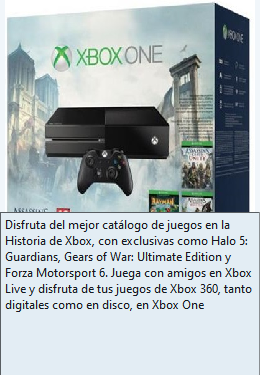 XBOX ONE
Disfruta del mejor catálogo de juegos en la
Historia de Xbox, con exclusivas como Halo 5:
Guardians, Gears of War: Ultimate Edition y
Forza Motorsport 6. Juega con amigos en Xbox
Live y disfruta de tus juegos de Xbox 360, tanto
digitales como en disco, en Xbox One